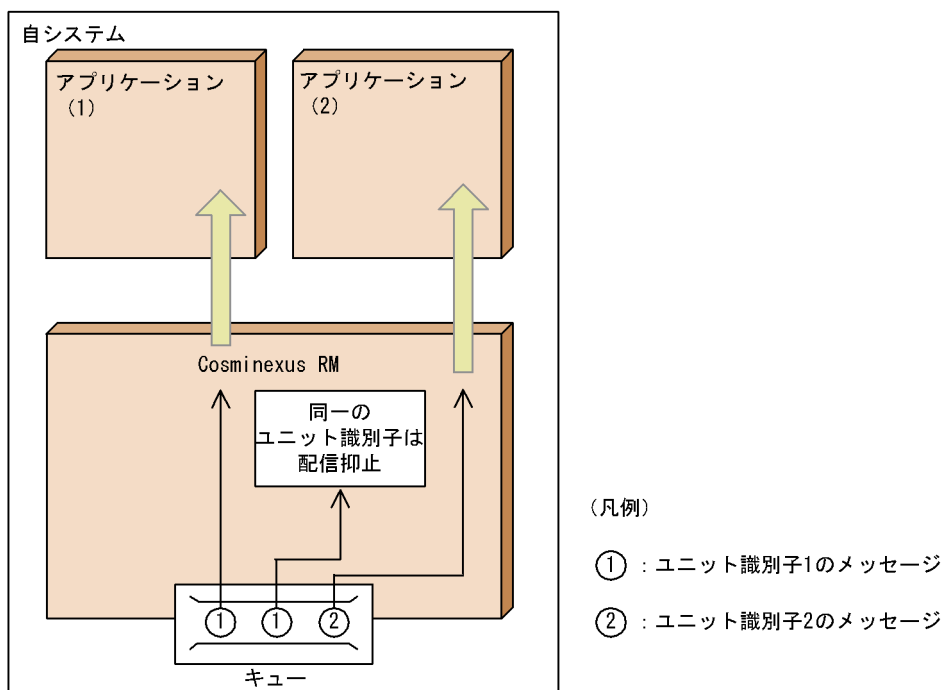 自システム
アプリケーション
(1)
アプリケーション
(2)
Cosminexus RM
同一の
ユニット識別子は
配信抑止
1
1
2
キュー
(凡例)
① : ユニット識別子1のメッセージ
② : ユニット識別子2のメッセージ